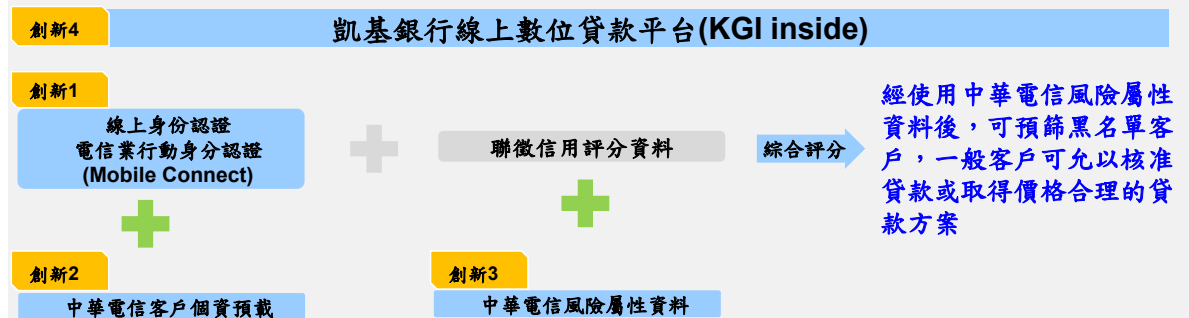 創新4
凱基銀行線上數位貸款平台(KGI inside)
創新1
線上身份認證
電信業行動身分認證
(Mobile Connect)
聯徵信用評分資料
綜合評分
經使用中華電信風險屬性
資料後，可預篩黑名單客
戶，一般客戶可允以核准
貸款或取得價格合理的貸
款方案
創新2
中華電信客戶個資預載
創新3
中華電信風險屬性資料